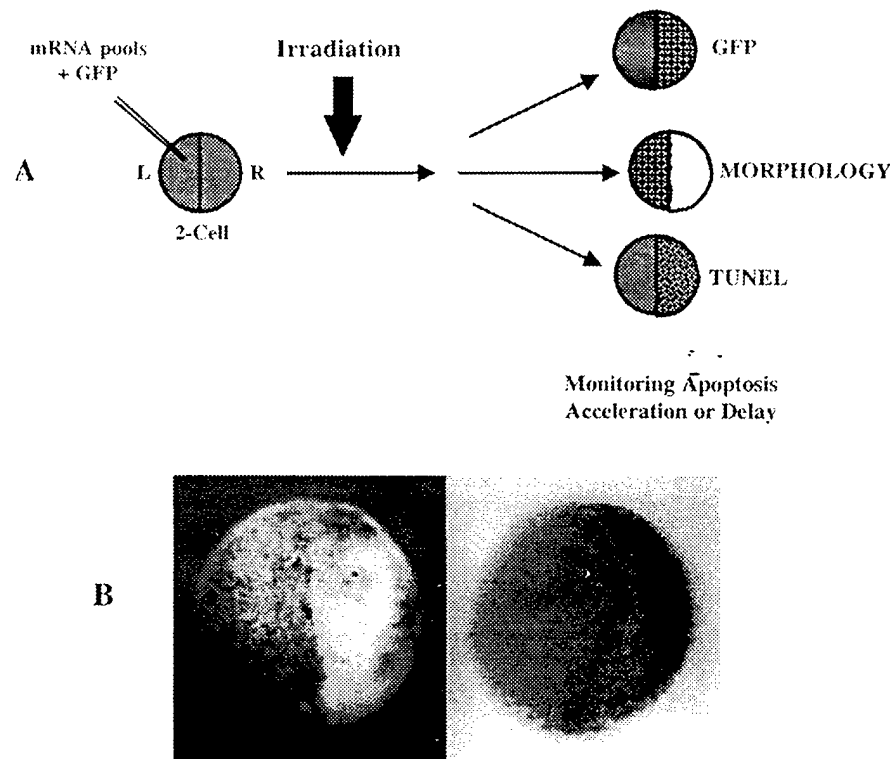 mRNA pools
+ GFP
Irradiation
GFP
A
L
R
MORPHOLOGY
2-Cell
TUNEL
Monitoring Apoptosis
Acceleration or Delay
B